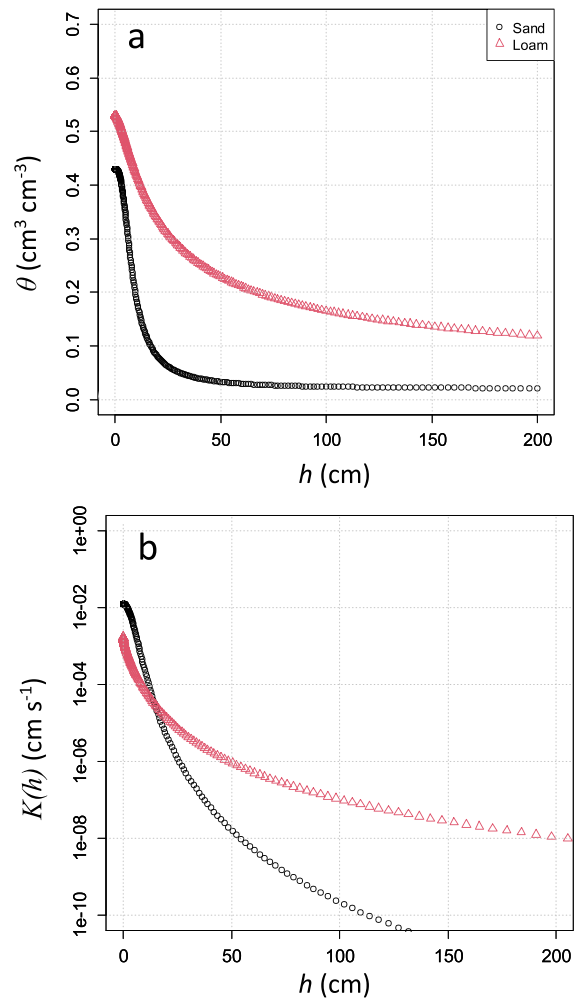 a
Sand
Loam
0.7
0.6
0.5
0.4
0.3
0.2
0.1
0.0
θ (cm³ cm⁻³)
0 50 100 150 200
h (cm)
b
1e+00
1e-02
1e-04
1e-06
1e-08
1e-10
K(h) (cm s⁻¹)
0 50 100 150 200
h (cm)